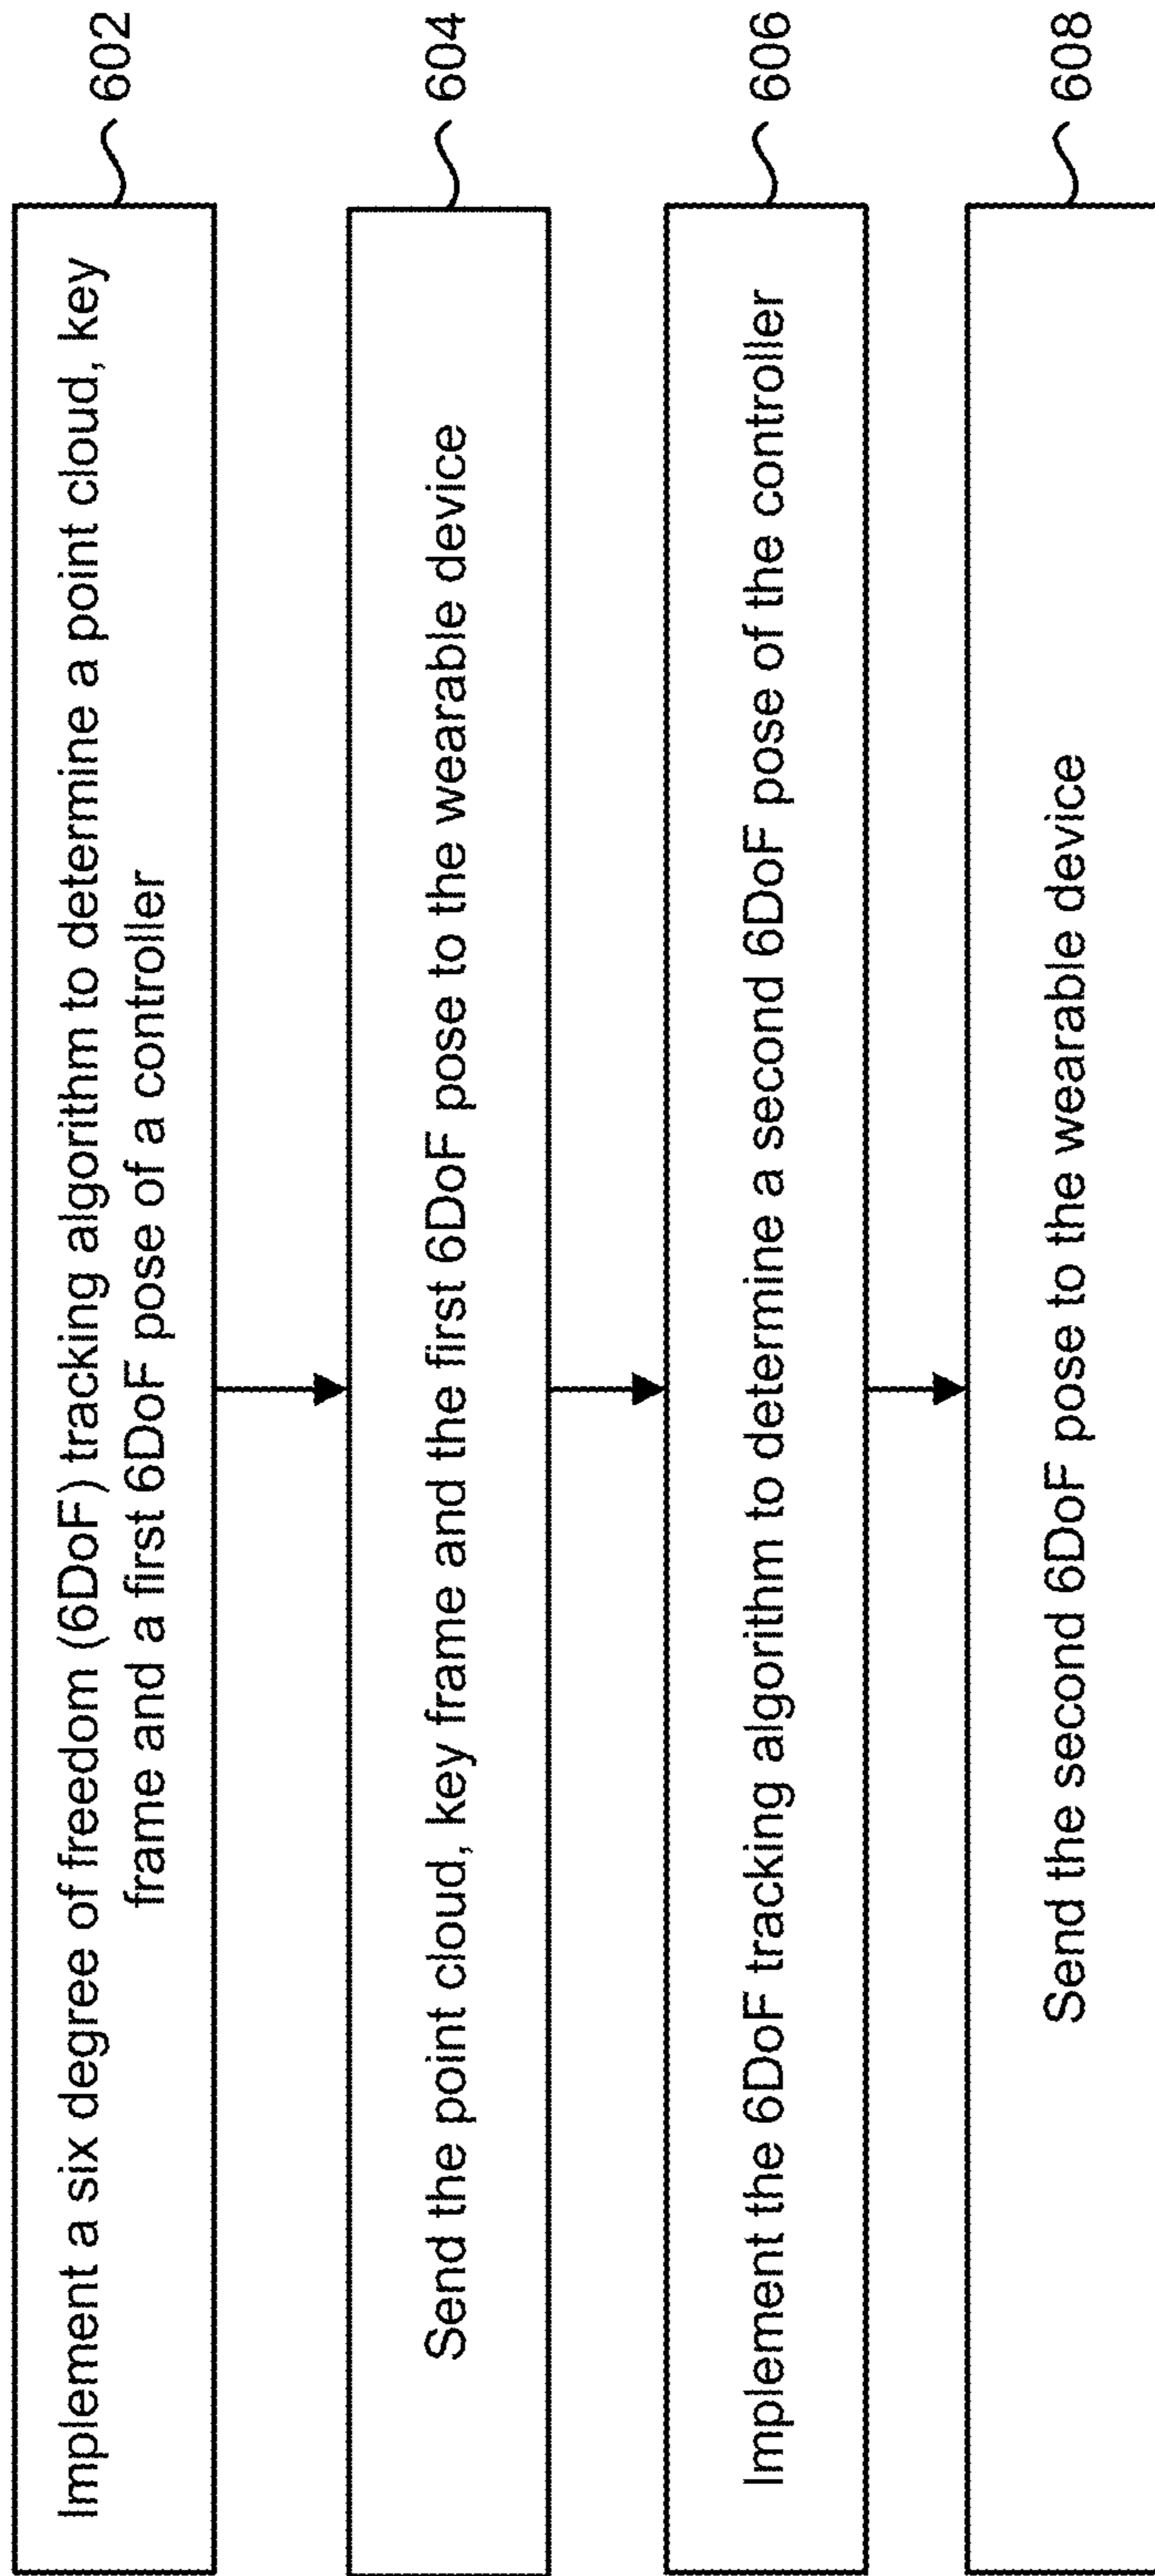 Implement a six degree of freedom (6DoF) tracking algorithm to determine a point cloud, key
frame and a first 6DoF pose of a controller
602
Send the point cloud, key frame and the first 6DoF pose to the wearable device
604
Implement the 6DoF tracking algorithm to determine a second 6DoF pose of the controller
606
Send the second 6DoF pose to the wearable device
608